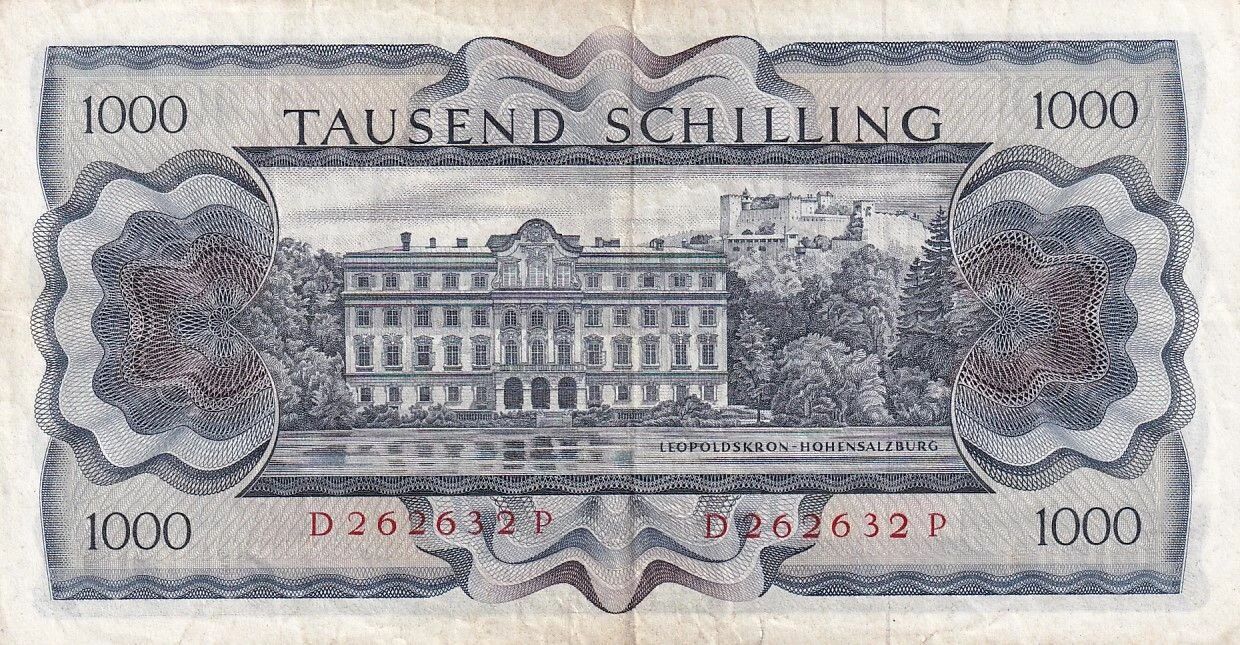 1000 TAUSEND SCHILLING 1000
LEOPOLDSKRON-HOHENSALZBURG
D 262632 P D 262632 P
1000 1000